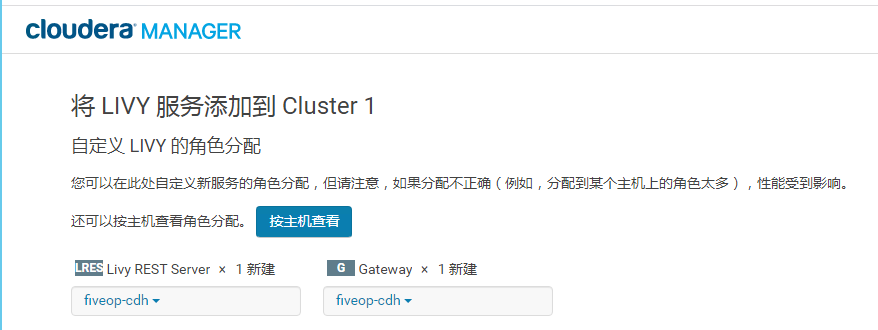 cloudera MANAGER
将 LIVY 服务添加到 Cluster 1
自定义 LIVY 的角色分配
您可以在此处自定义新服务的角色分配，但请注意，如果分配不正确（例如，分配到某个主机上的角色太多），性能受到影响。
还可以按主机查看角色分配。 按主机查看
LRES Livy REST Server × 1 新建 G Gateway × 1 新建
fiveop-cdh fiveop-cdh